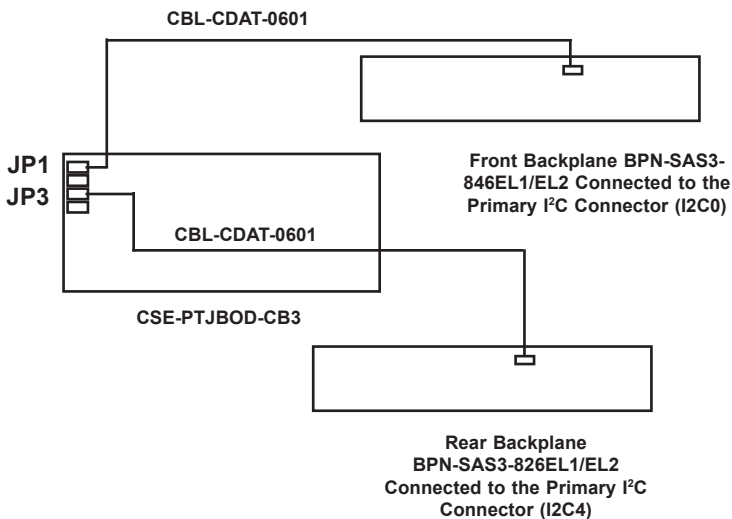 CBL-CDAT-0601
JP1
JP3
Front Backplane BPN-SAS3-
846EL1/EL2 Connected to the
Primary I²C Connector (I2C0)
CBL-CDAT-0601
CSE-PTJBOD-CB3
Rear Backplane
BPN-SAS3-826EL1/EL2
Connected to the Primary I²C
Connector (I2C4)